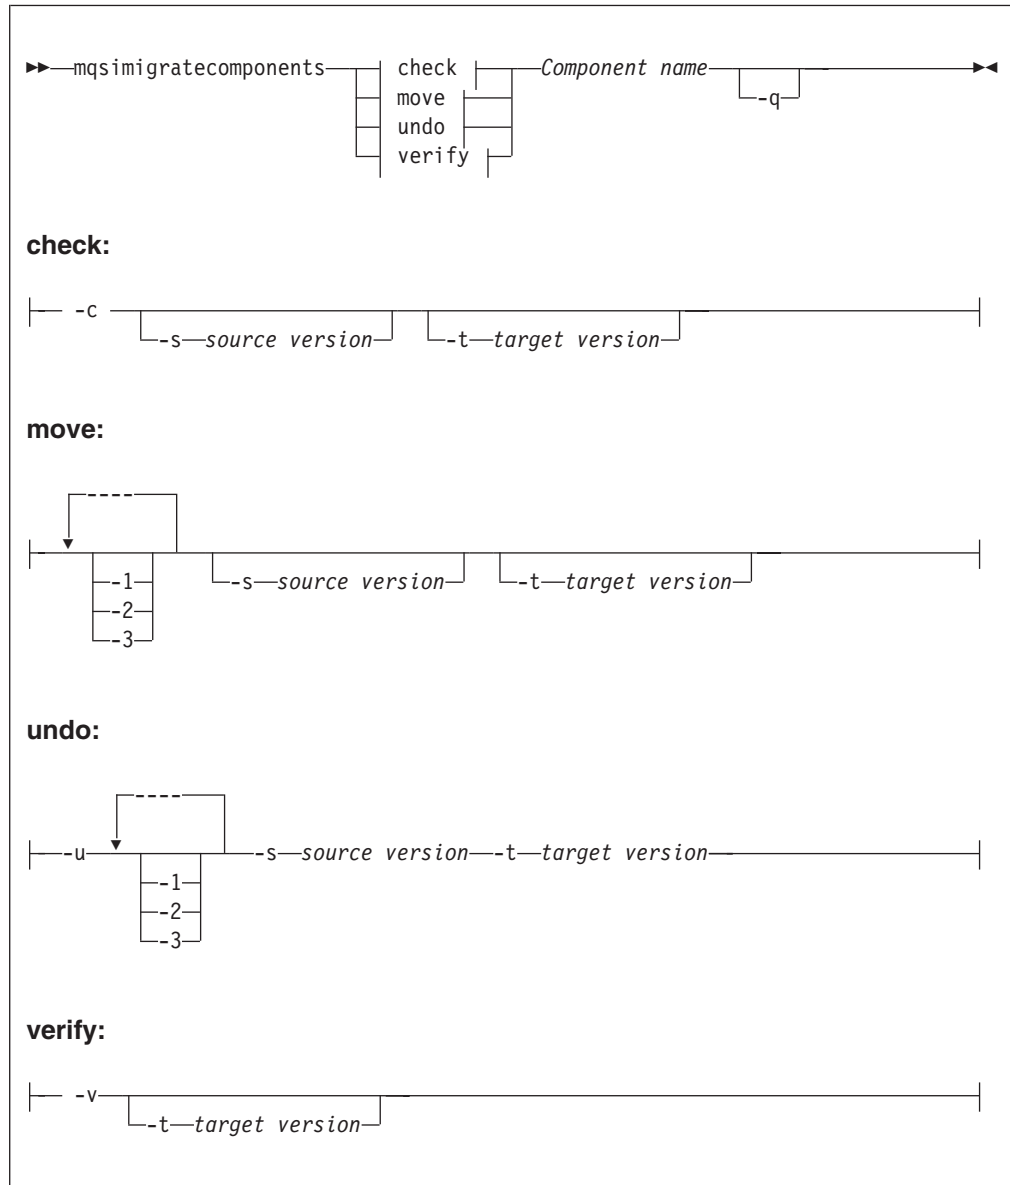 mqsimigratecomponents check Component name
move -q
undo
verify
check:
-c
-s source version -t target version
move:
----
-1 -s source version -t target version
-2
-3
undo:
----
-u -s source version -t target version
-1
-2
-3
verify:
-v
-t target version